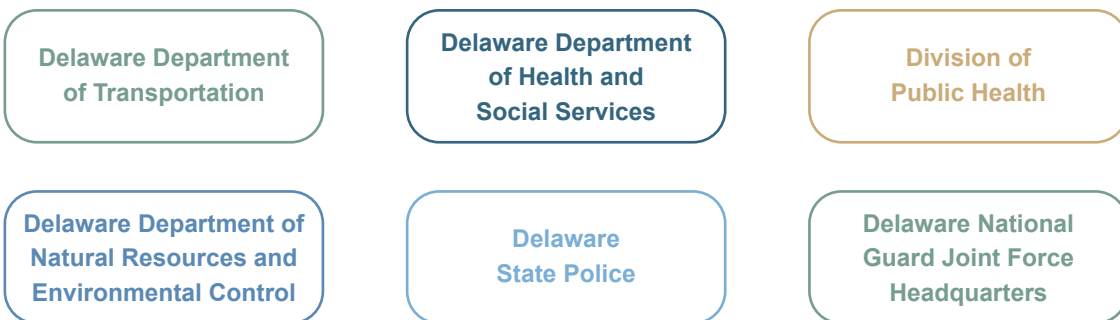 Delaware Department
of Transportation
Delaware Department
of Health and
Social Services
Division of
Public Health
Delaware Department of
Natural Resources and
Environmental Control
Delaware
State Police
Delaware National
Guard Joint Force
Headquarters